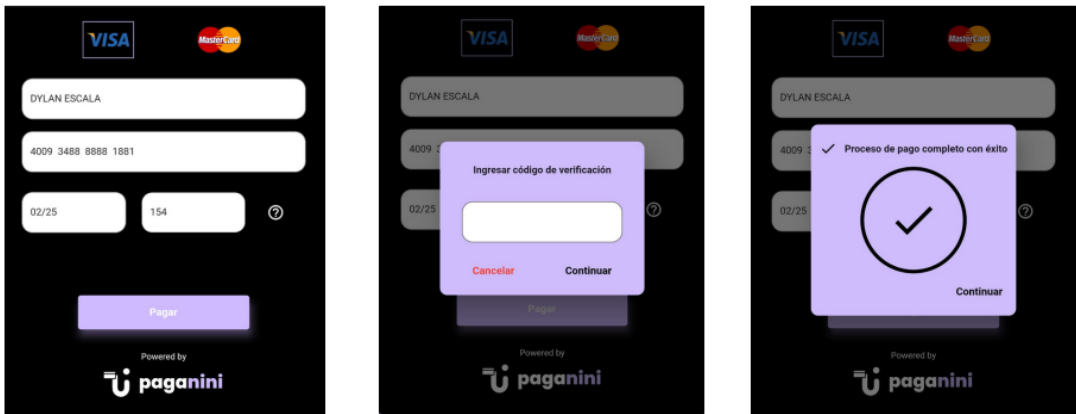 VISA
MasterCard
DYLAN ESCALA
4009 3488 8888 1881
02/25
154
Pagar
Powered by
paganini
VISA
MasterCard
DYLAN ESCALA
4009
Ingresar código de verificación
02/25
Cancelar
Continuar
Pagar
Powered by
paganini
VISA
MasterCard
DYLAN ESCALA
4009
Proceso de pago completo con éxito
02/25
Continuar
Powered by
paganini